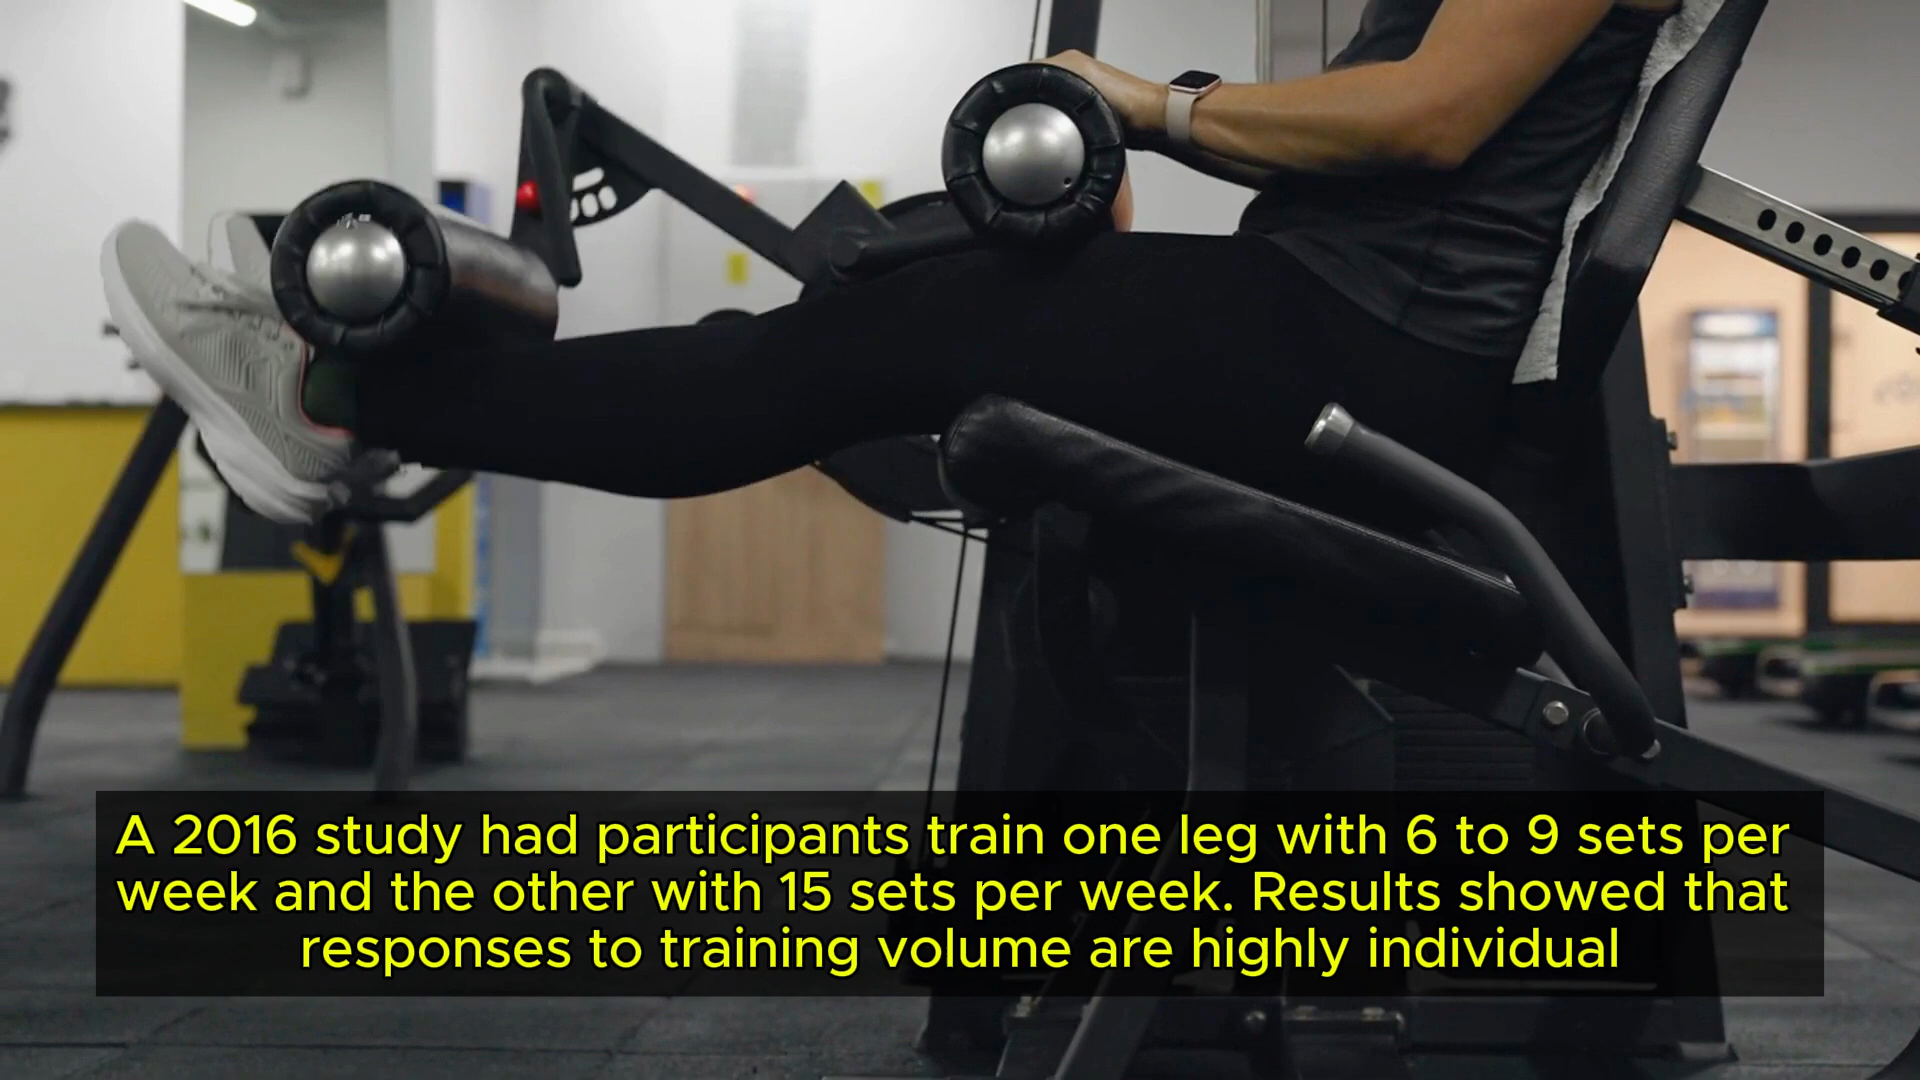 A 2016 study had participants train one leg with 6 to 9 sets per
week and the other with 15 sets per week. Results showed that
responses to training volume are highly individual